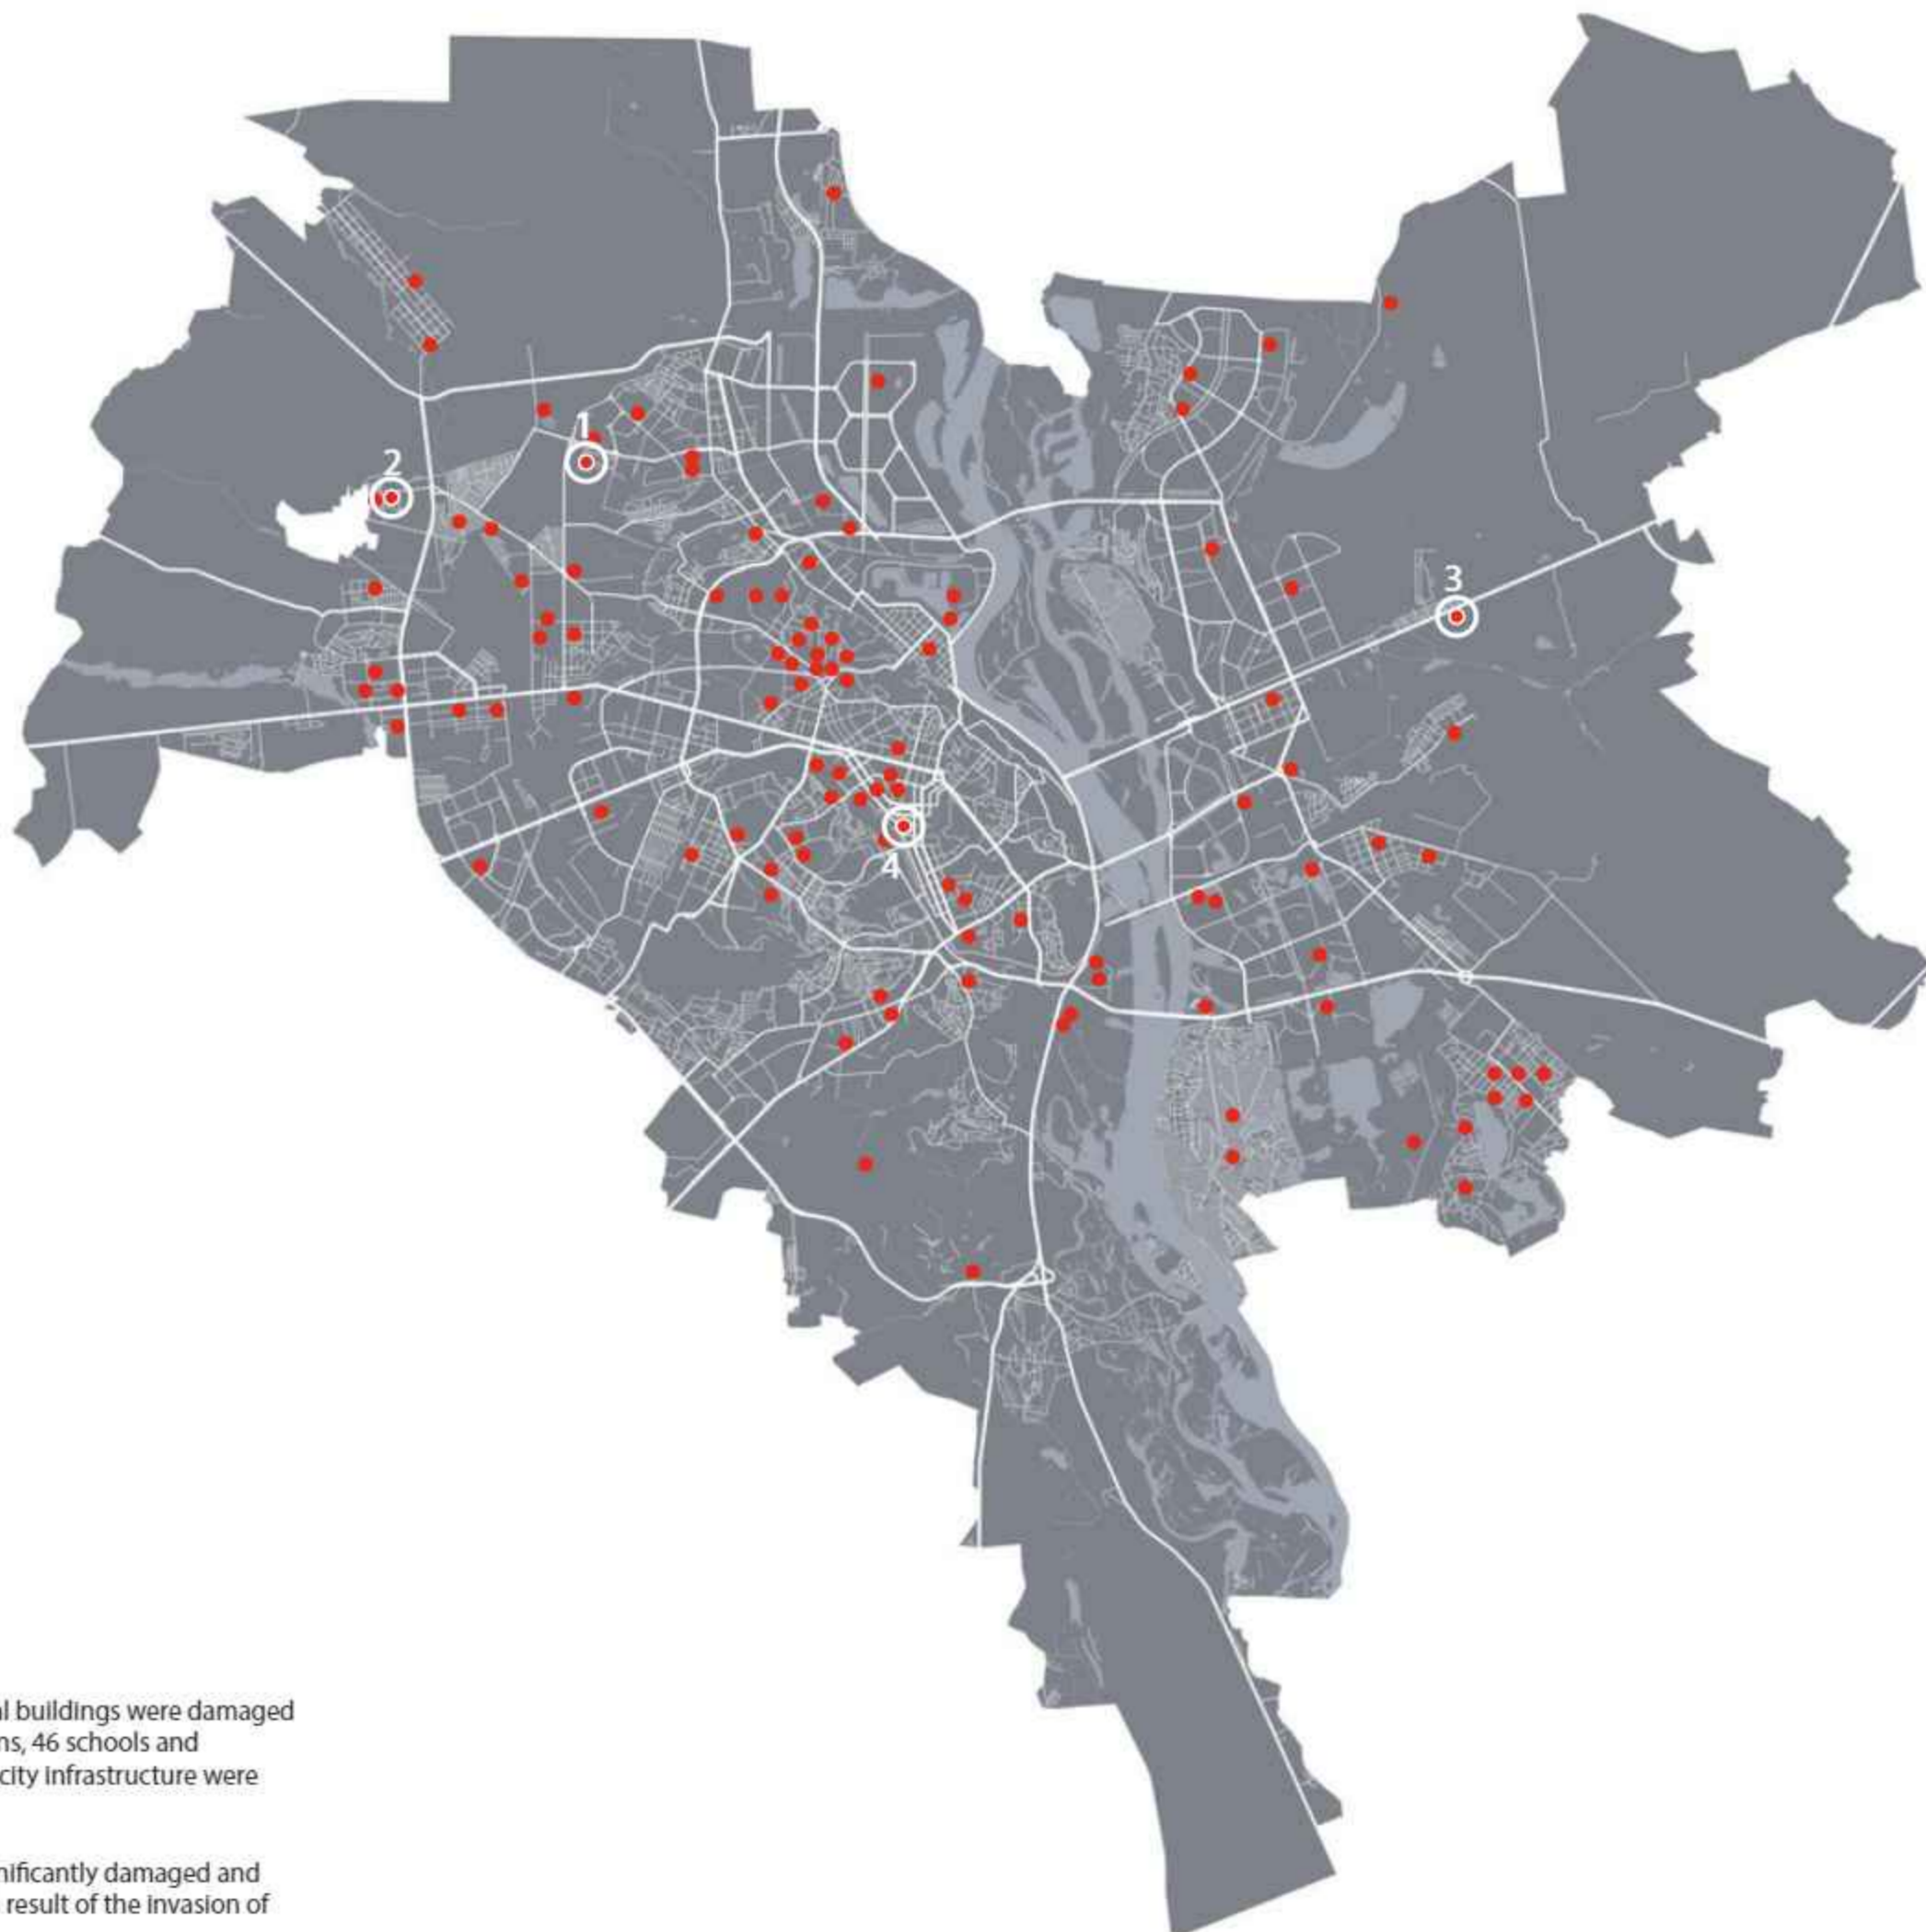 1
2
3
4
l buildings were damaged
ns, 46 schools and
city infrastructure were
nificantly damaged and
result of the invasion of